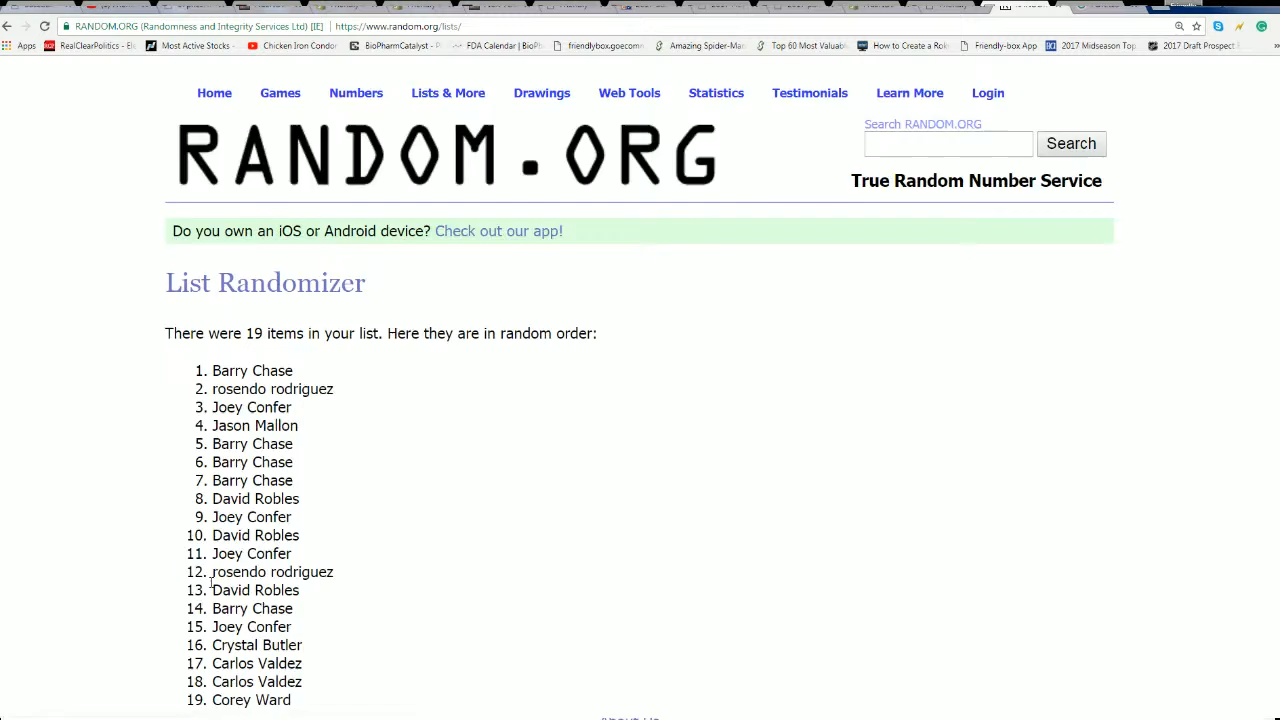 RANDOM.ORG (Randomness and Integrity Services Ltd) [IE] https://www.random.org/lists/
Apps RealClearPolitics - Ele Most Active Stocks - Chicken Iron Condor BioPharmCatalyst - P FDA Calendar | BioPh friendlybox.goecomm Amazing Spider-Man Top 60 Most Valuab How to Create a Role Friendly-box App 2017 Midseason Top 2017 Draft Prospect E
Home Games Numbers Lists & More Drawings Web Tools Statistics Testimonials Learn More Login
RANDOM.ORG
Search RANDOM.ORG
Search
True Random Number Service
Do you own an iOS or Android device? Check out our app!
List Randomizer
There were 19 items in your list. Here they are in random order:
1. Barry Chase
2. rosendo rodriguez
3. Joey Confer
4. Jason Mallon
5. Barry Chase
6. Barry Chase
7. Barry Chase
8. David Robles
9. Joey Confer
10. David Robles
11. Joey Confer
12. rosendo rodriguez
13. David Robles
14. Barry Chase
15. Joey Confer
16. Crystal Butler
17. Carlos Valdez
18. Carlos Valdez
19. Corey Ward